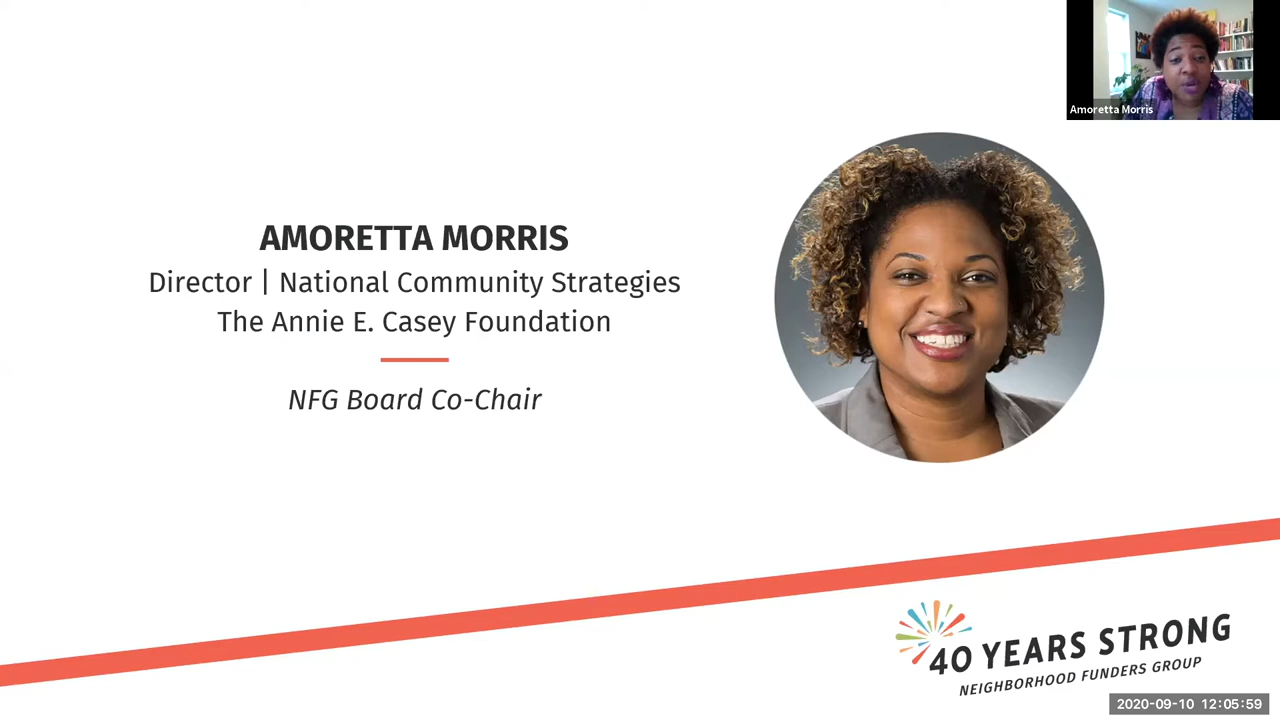 Amoretta Morris
AMORETTA MORRIS
Director | National Community Strategies
The Annie E. Casey Foundation
NFG Board Co-Chair
40 YEARS STRONG
NEIGHBORHOOD FUNDERS GROUP
2020-09-10 12:05:59